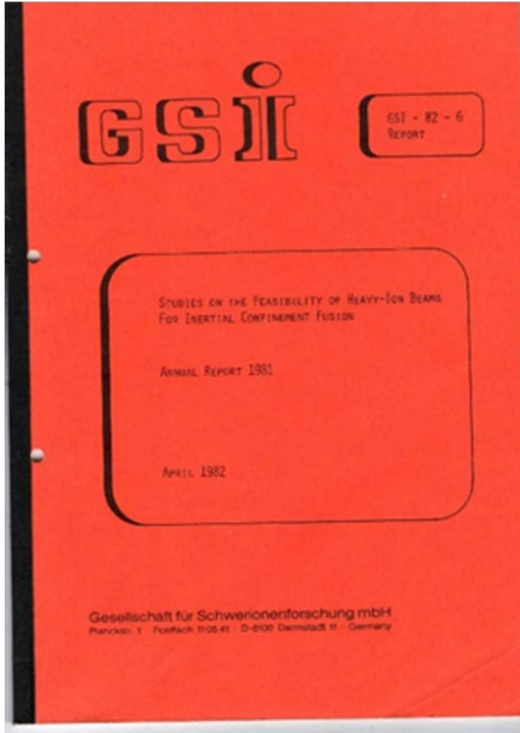 GSI
GSI - 82 - 6
REPORT
STUDIES ON THE FEASIBILITY OF HEAVY-ION BEAMS
FOR INERTIAL CONFINEMENT FUSION
ANNUAL REPORT 1981
APRIL 1982
Gesellschaft für Schwerionenforschung mbH
Planckstr. 1 · Postfach 110541 · D-6100 Darmstadt 11 · Germany